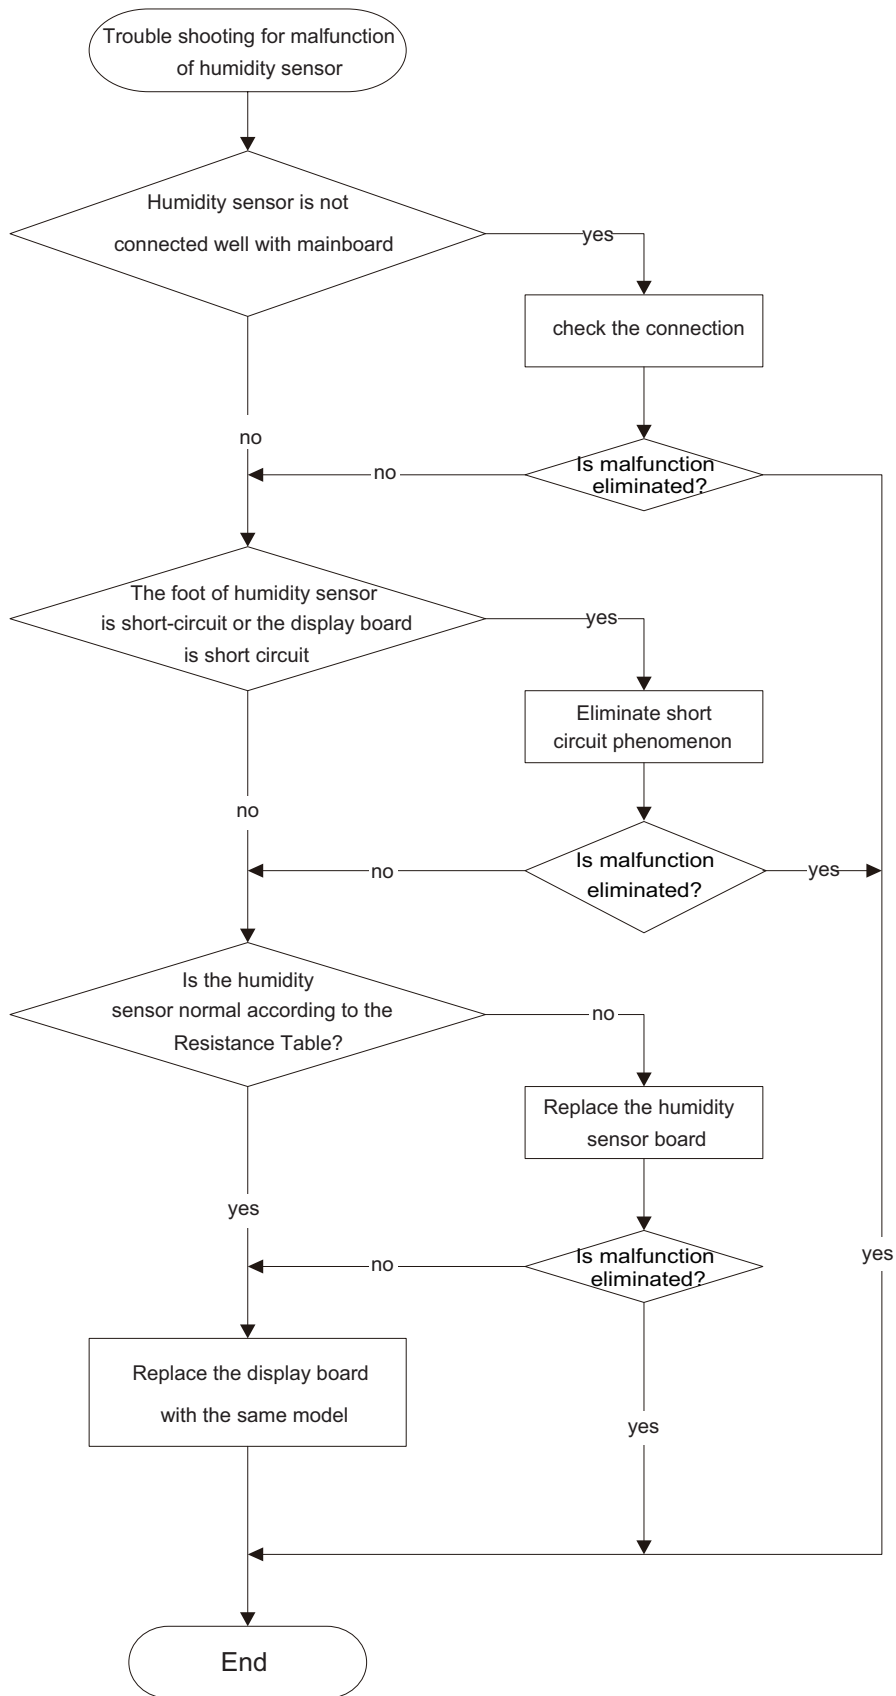 Trouble shooting for malfunction
of humidity sensor
Humidity sensor is not
connected well with mainboard
yes
check the connection
no
Is malfunction
eliminated?
no
The foot of humidity sensor
is short-circuit or the display board
is short circuit
yes
Eliminate short
circuit phenomenon
no
Is malfunction
eliminated?
no
yes
Is the humidity
sensor normal according to the
Resistance Table?
no
Replace the humidity
sensor board
yes
Is malfunction
eliminated?
no
yes
Replace the display board
with the same model
yes
End